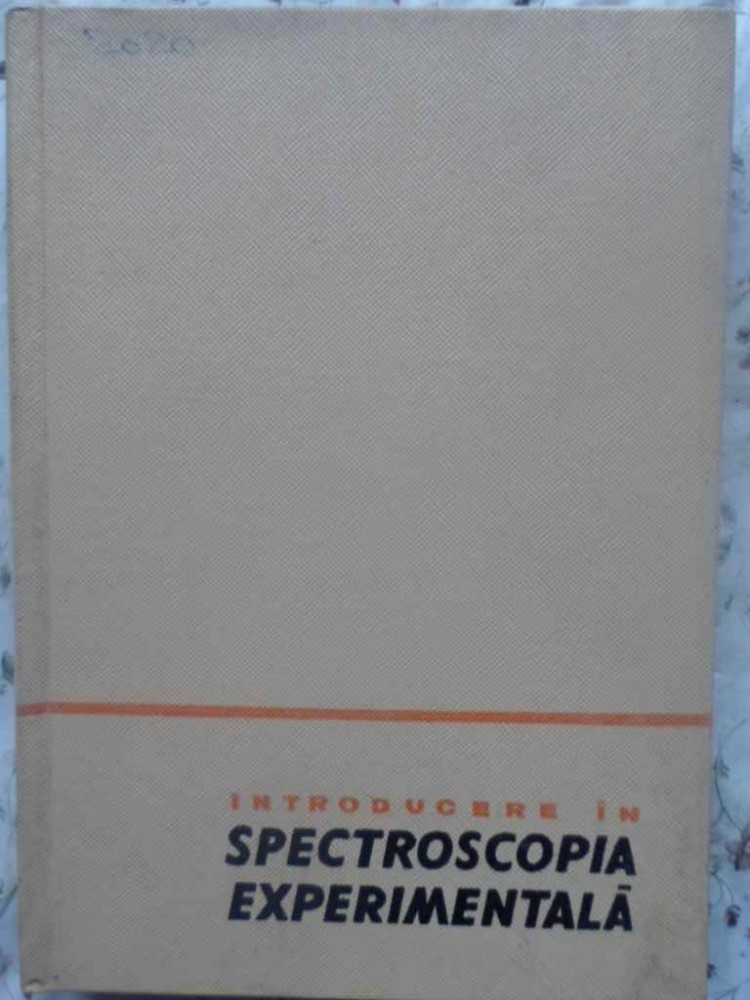 INTRODUCERE ÎN
SPECTROSCOPIA
EXPERIMENTALĂ